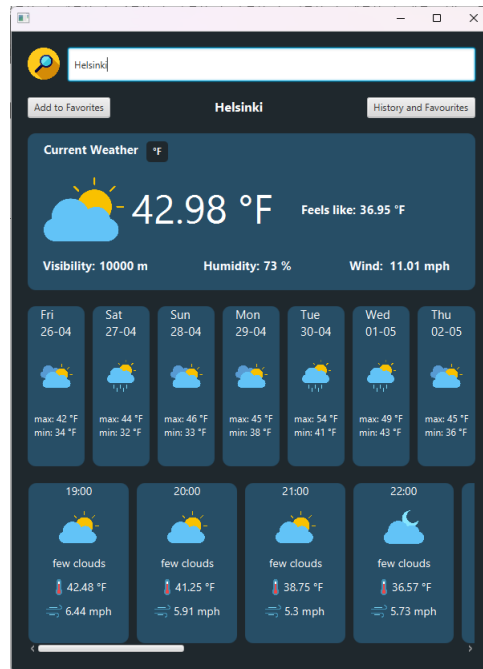 Helsinki
Add to Favorites Helsinki History and Favourites
Current Weather °F
42.98 °F Feels like: 36.95 °F
Visibility: 10000 m Humidity: 73 % Wind: 11.01 mph
Fri Sat Sun Mon Tue Wed Thu
26-04 27-04 28-04 29-04 30-04 01-05 02-05
max: 42 °F max: 44 °F max: 46 °F max: 45 °F max: 54 °F max: 49 °F max: 45 °F
min: 34 °F min: 32 °F min: 33 °F min: 38 °F min: 41 °F min: 43 °F min: 36 °F
19:00 20:00 21:00 22:00
few clouds few clouds few clouds few clouds
42.48 °F 41.25 °F 38.75 °F 36.57 °F
6.44 mph 5.91 mph 5.3 mph 5.73 mph